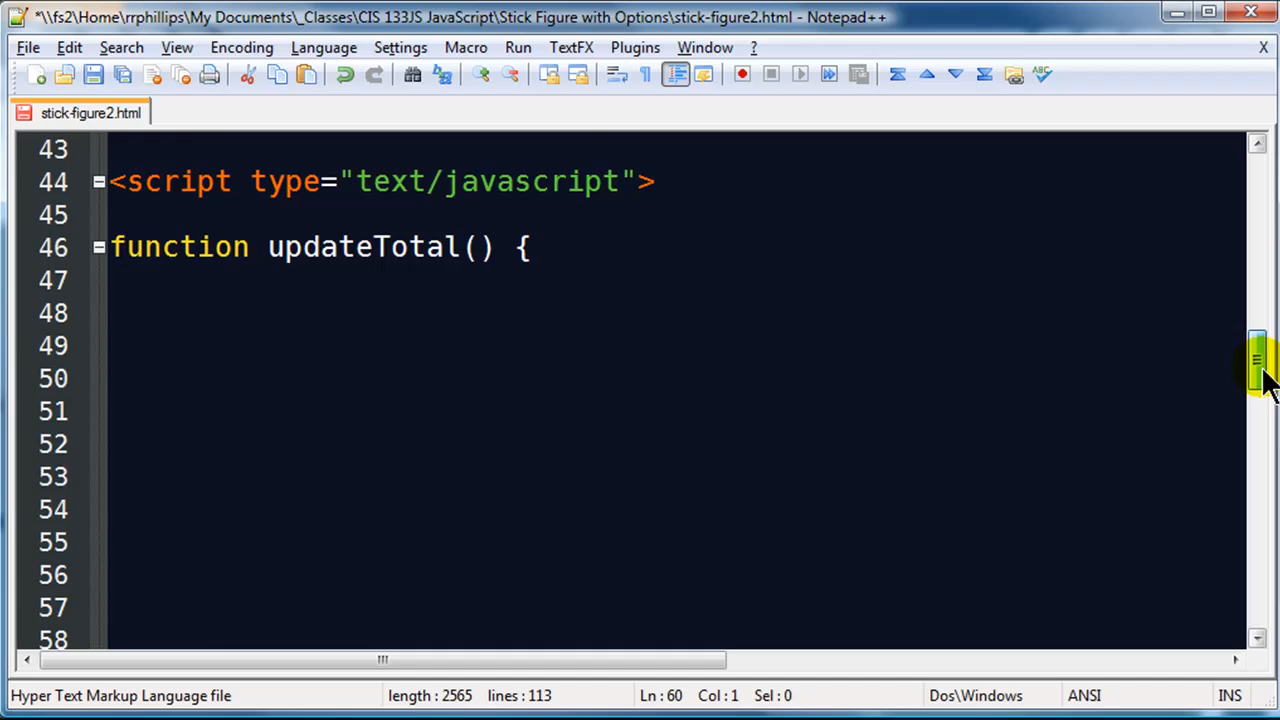 *\\fs2\Home\rrphillips\My Documents\_Classes\CIS 133JS JavaScript\Stick Figure with Options\stick-figure2.html - Notepad++
File Edit Search View Encoding Language Settings Macro Run TextFX Plugins Window ? X
ABC
stick-figure2.html
43
44 <script type="text/javascript">
45
46 function updateTotal() {
47
48
49
50
51
52
53
54
55
56
57
58
Hyper Text Markup Language file length : 2565 lines : 113 Ln : 60 Col : 1 Sel : 0 Dos\Windows ANSI INS